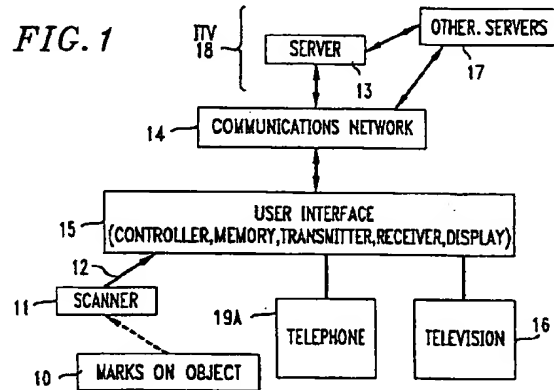 FIG. 1
ITV
18
SERVER
13
OTHER. SERVERS
17
14
COMMUNICATIONS NETWORK
15
USER INTERFACE
(CONTROLLER,MEMORY,TRANSMITTER,RECEIVER,DISPLAY)
12
11
SCANNER
19A
TELEPHONE
TELEVISION
16
10
MARKS ON OBJECT